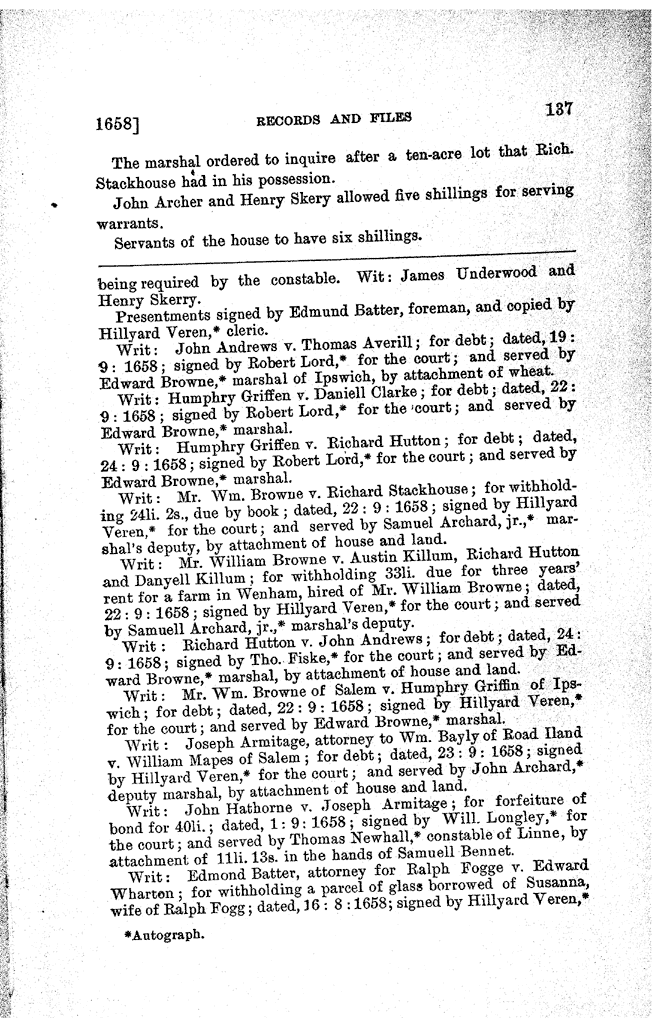 1658] RECORDS AND FILES 137
The marshal ordered to inquire after a ten-acre lot that Rich.
Stackhouse had in his possession.
John Archer and Henry Skery allowed five shillings for serving
warrants.
Servants of the house to have six shillings.
being required by the constable. Wit: James Underwood and
Henry Skerry.
Presentments signed by Edmund Batter, foreman, and copied by
Hillyard Veren,* cleric.
Writ: John Andrews v. Thomas Averill; for debt; dated, 19:
9: 1658; signed by Robert Lord,* for the court; and served by
Edward Browne,* marshal of Ipswich, by attachment of wheat.
Writ: Humphry Griffen v. Daniell Clarke; for debt; dated, 22:
9: 1658; signed by Robert Lord,* for the court; and served by
Edward Browne,* marshal.
Writ: Humphry Griffen v. Richard Hutton; for debt; dated,
24: 9: 1658; signed by Robert Lord,* for the court; and served by
Edward Browne,* marshal.
Writ: Mr. Wm. Browne v. Richard Stackhouse; for withhold-
ing 24li. 2s., due by book; dated, 22: 9: 1658; signed by Hillyard
Veren,* for the court; and served by Samuel Archard, jr.,* mar-
shal's deputy, by attachment of house and land.
Writ: Mr. William Browne v. Austin Killum, Richard Hutton
and Danyell Killum; for withholding 33li. due for three years'
rent for a farm in Wenham, hired of Mr. William Browne; dated,
22: 9: 1658; signed by Hillyard Veren,* for the court; and served
by Samuell Archard, jr.,* marshal's deputy.
Writ: Richard Hutton v. John Andrews; for debt; dated, 24:
9: 1658; signed by Tho. Fiske,* for the court; and served by Ed-
ward Browne,* marshal, by attachment of house and land.
Writ: Mr. Wm. Browne of Salem v. Humphry Griffin of Ips-
wich; for debt; dated, 22: 9: 1658; signed by Hillyard Veren,*
for the court; and served by Edward Browne,* marshal.
Writ: Joseph Armitage, attorney to Wm. Bayly of Road Iland
v. William Mapes of Salem; for debt; dated, 23: 9: 1658; signed
by Hillyard Veren,* for the court; and served by John Archard,*
deputy marshal, by attachment of house and land.
Writ: John Hathorne v. Joseph Armitage; for forfeiture of
bond for 40li.; dated, 1: 9: 1658; signed by Will. Longley,* for
the court; and served by Thomas Newhall,* constable of Linne, by
attachment of 11li. 13s. in the hands of Samuell Bennet.
Writ: Edmond Batter, attorney for Ralph Fogge v. Edward
Wharton; for withholding a parcel of glass borrowed of Susanna,
wife of Ralph Fogg; dated, 16: 8: 1658; signed by Hillyard Veren,*
*Autograph.